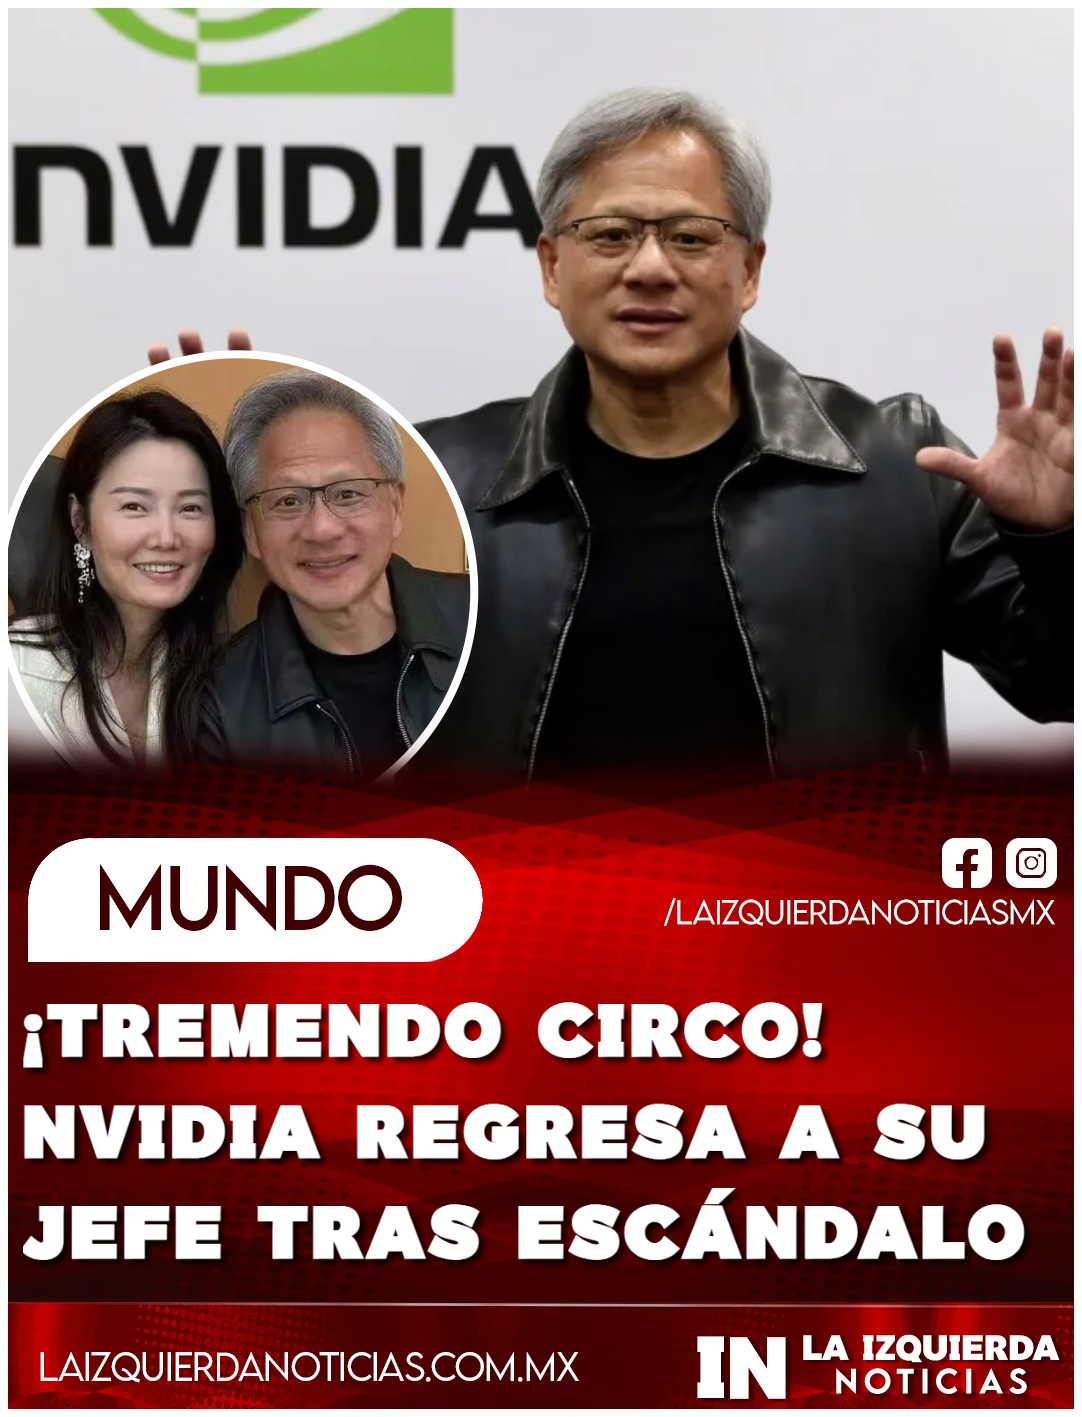 NVIDIA
MUNDO
/LAIZQUIERDANOTICIASMX
¡TREMENDO CIRCO!
NVIDIA REGRESA A SU
JEFE TRAS ESCÁNDALO
LAIZQUIERDANOTICIAS.COM.MX
IN LA IZQUIERDA
NOTICIAS